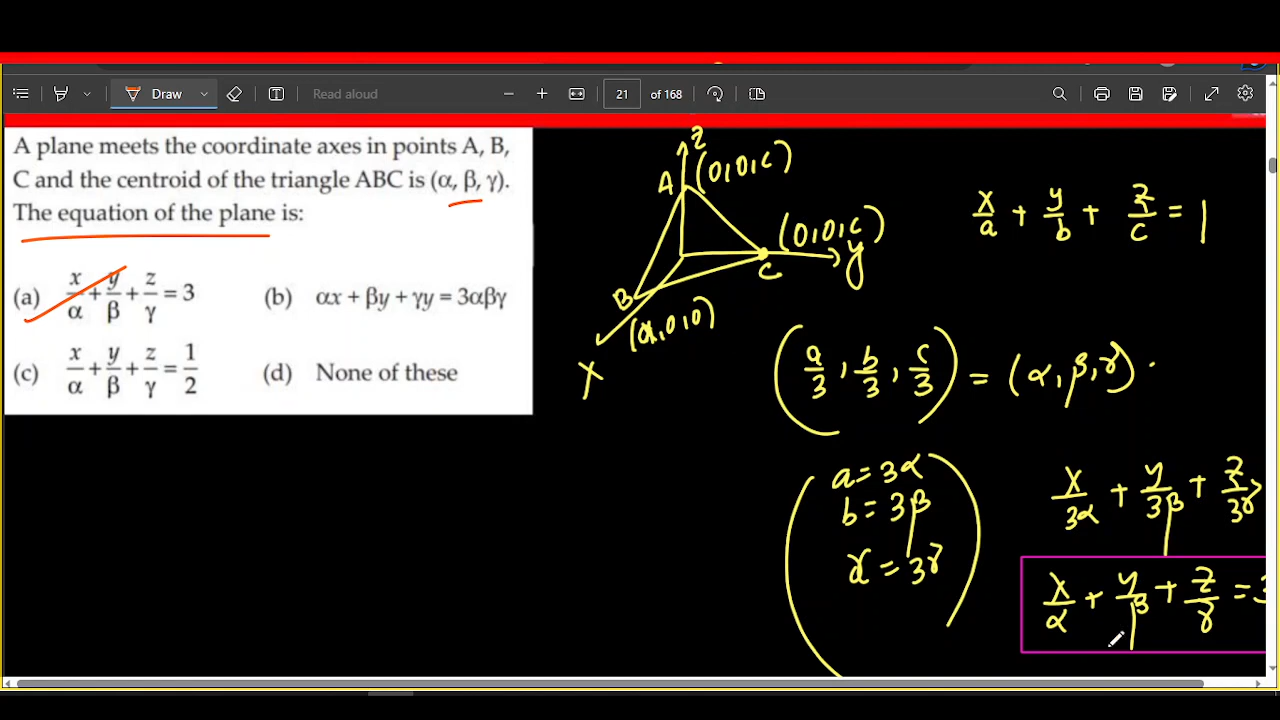 Draw
Read aloud
21
of 168
A plane meets the coordinate axes in points A, B,
C and the centroid of the triangle ABC is (α, β, γ).
The equation of the plane is:
(a) x/α + y/β + z/γ = 3
(b) αx + βy + γy = 3αβγ
(c) x/α + y/β + z/γ = 1/2
(d) None of these
z
A (0,0,c)
(0,0,c)
C
y
B
(a,0,0)
X
x/a + y/b + z/c = 1
(a/3, b/3, c/3) = (α, β, γ).
a = 3α
b = 3β
γ = 3γ
x/3α + y/3β + z/3γ
x/α + y/β + z/γ = 3